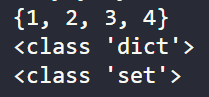 {1, 2, 3, 4}
<class 'dict'>
<class 'set'>